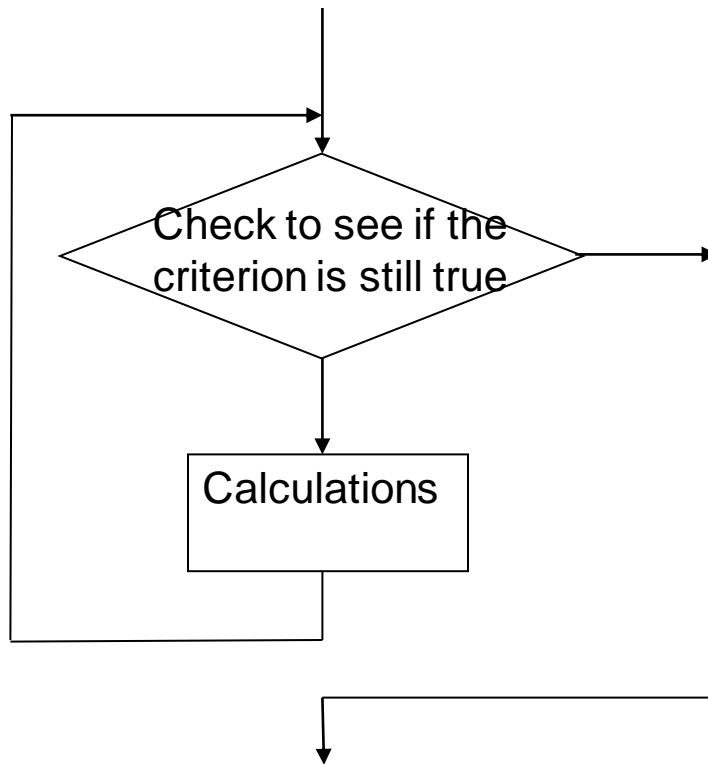 Check to see if the
criterion is still true
Calculations